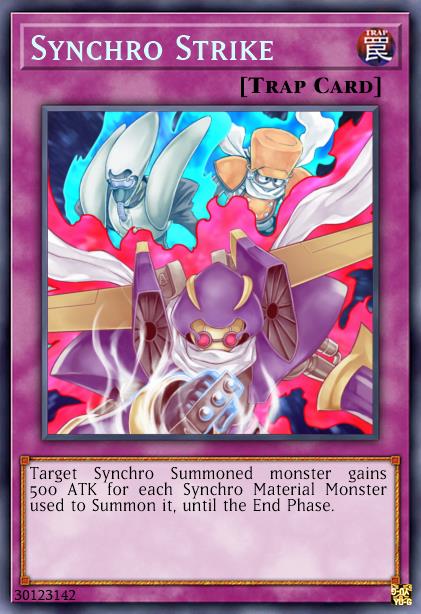 Synchro Strike
TRAP
罠
[Trap Card]
Target Synchro Summoned monster gains
500 ATK for each Synchro Material Monster
used to Summon it, until the End Phase.
30123142